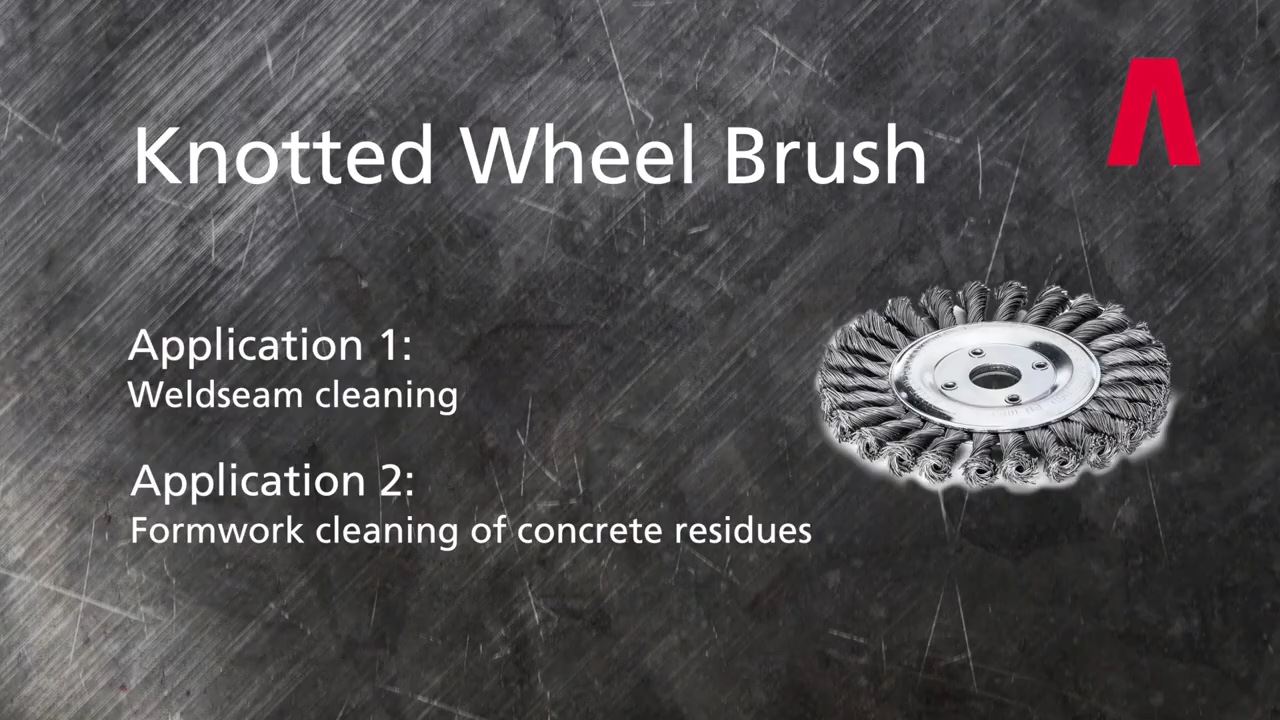 Knotted Wheel Brush
Application 1:
Weldseam cleaning
Application 2:
Formwork cleaning of concrete residues